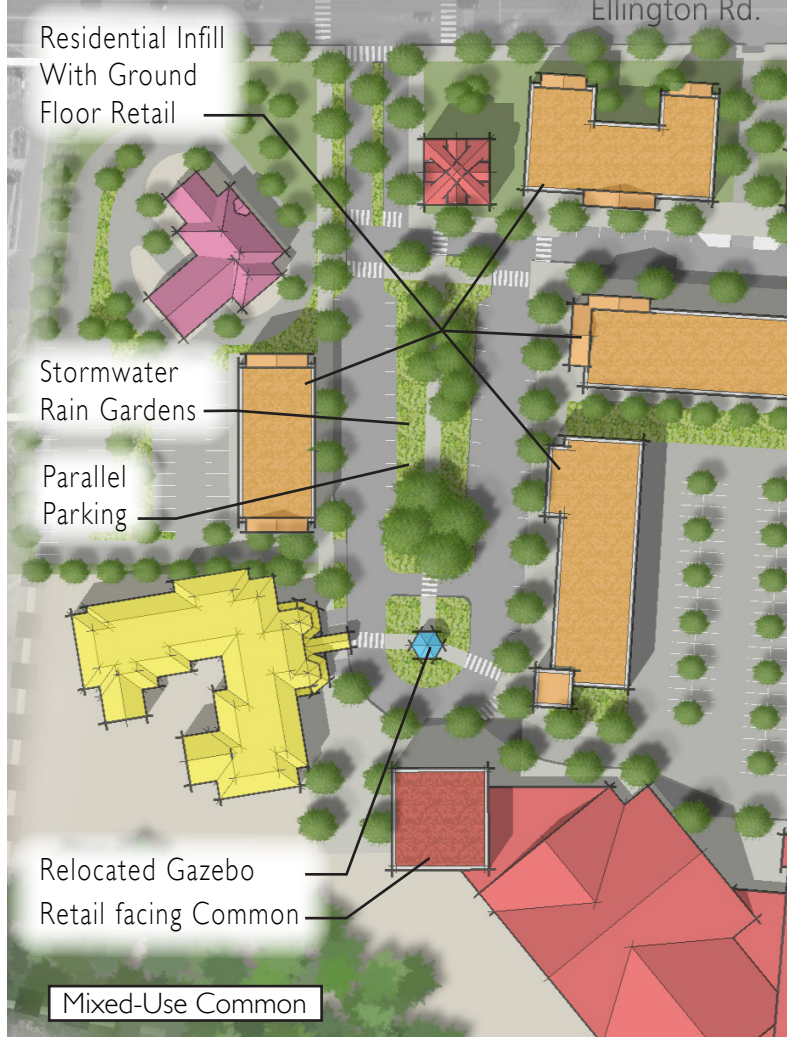 Ellington Rd.
Residential Infill
With Ground
Floor Retail
Stormwater
Rain Gardens
Parallel
Parking
Relocated Gazebo
Retail facing Common
Mixed-Use Common